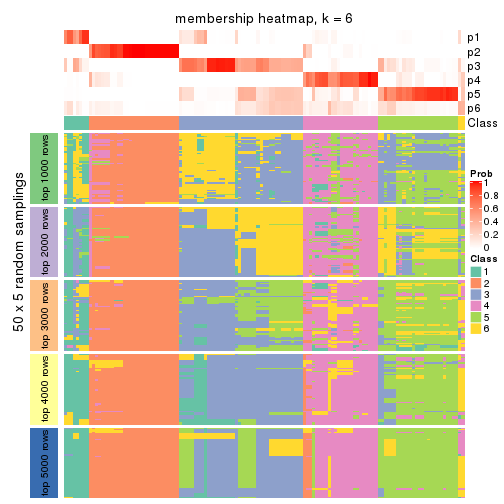 membership heatmap, k = 6
p1
p2
p3
p4
p5
p6
Class
50 x 5 random samplings
top 1000 rows
top 2000 rows
top 3000 rows
top 4000 rows
top 5000 rows
Prob
1
0.8
0.6
0.4
0.2
0
Class
1
2
3
4
5
6